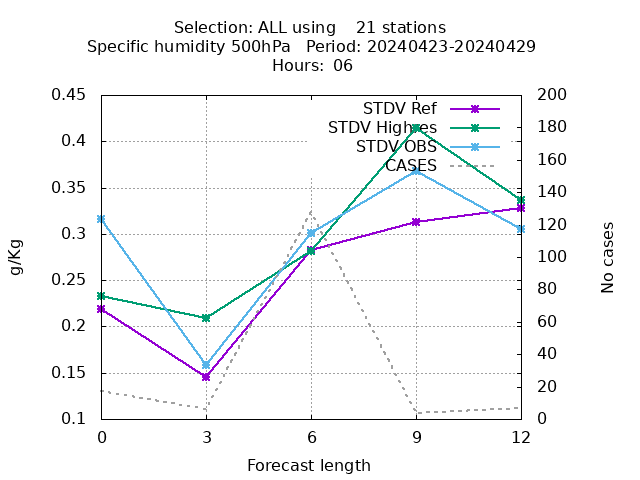 Selection: ALL using    21 stations
Specific humidity 500hPa   Period: 20240423-20240429
Hours:  06
STDV Ref
STDV Highres
STDV OBS
CASES
0.45
0.4
0.35
0.3
0.25
0.2
0.15
0.1
g/Kg
200
180
160
140
120
100
80
60
40
20
0
No cases
0 3 6 9 12
Forecast length